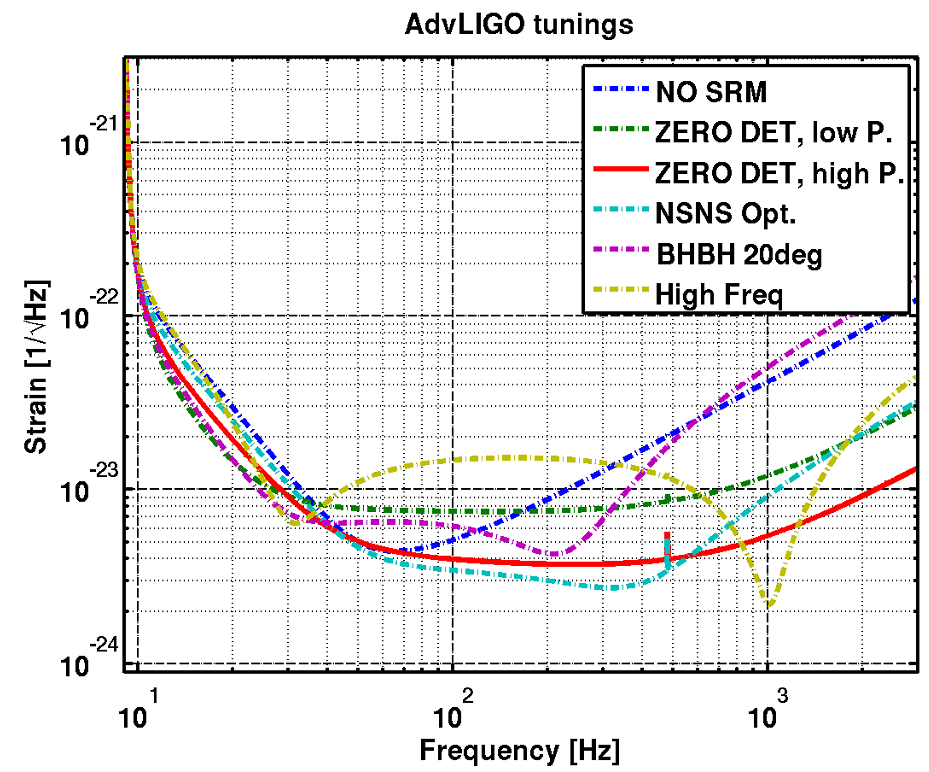 AdvLIGO tunings
NO SRM
ZERO DET, low P.
ZERO DET, high P.
NSNS Opt.
BHBH 20deg
High Freq
10^-21
10^-22
10^-23
10^-24
Strain [1/√Hz]
10^1 10^2 10^3
Frequency [Hz]